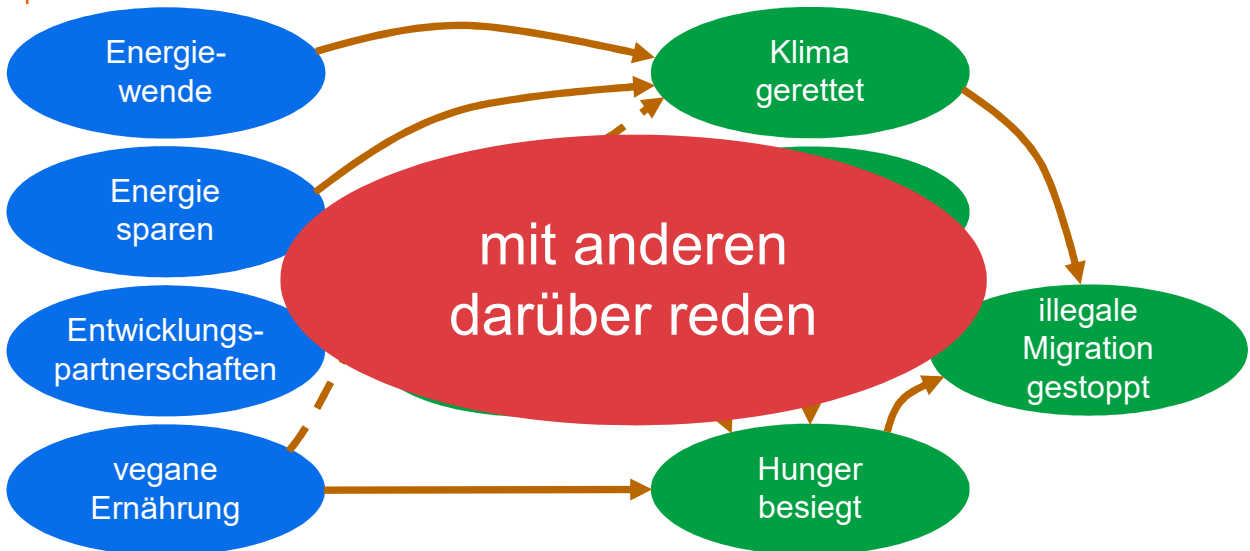 Energie-
wende
Klima
gerettet
Energie
sparen
mit anderen
darüber reden
Entwicklungs-
partnerschaften
illegale
Migration
gestoppt
vegane
Ernährung
Hunger
besiegt